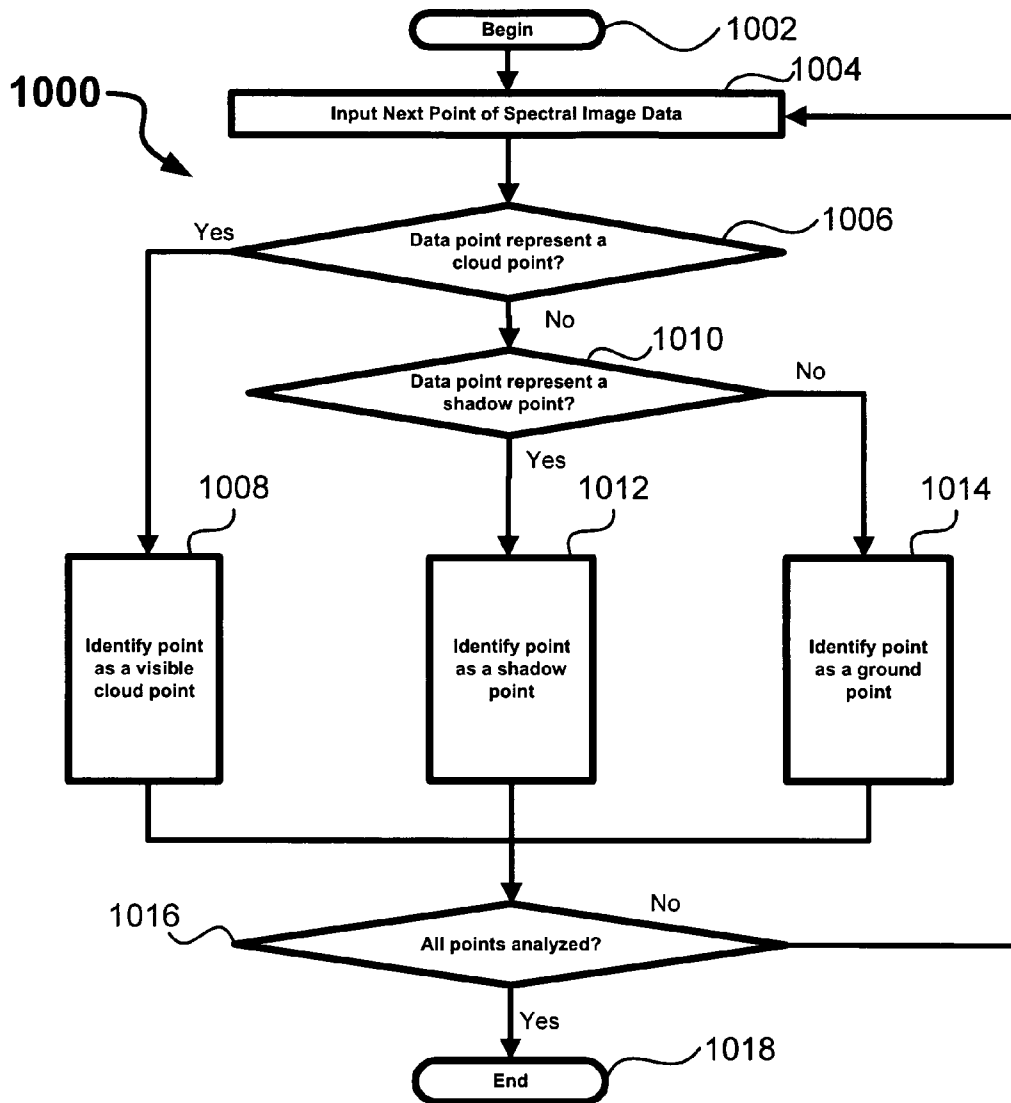 Begin
1002
1004
1000
Input Next Point of Spectral Image Data
1006
Yes
Data point represent a
cloud point?
No
1010
Data point represent a
shadow point?
No
Yes
1008
1012
1014
Identify point
as a visible
cloud point
Identify point
as a shadow
point
Identify point
as a ground
point
1016
No
All points analyzed?
Yes
1018
End